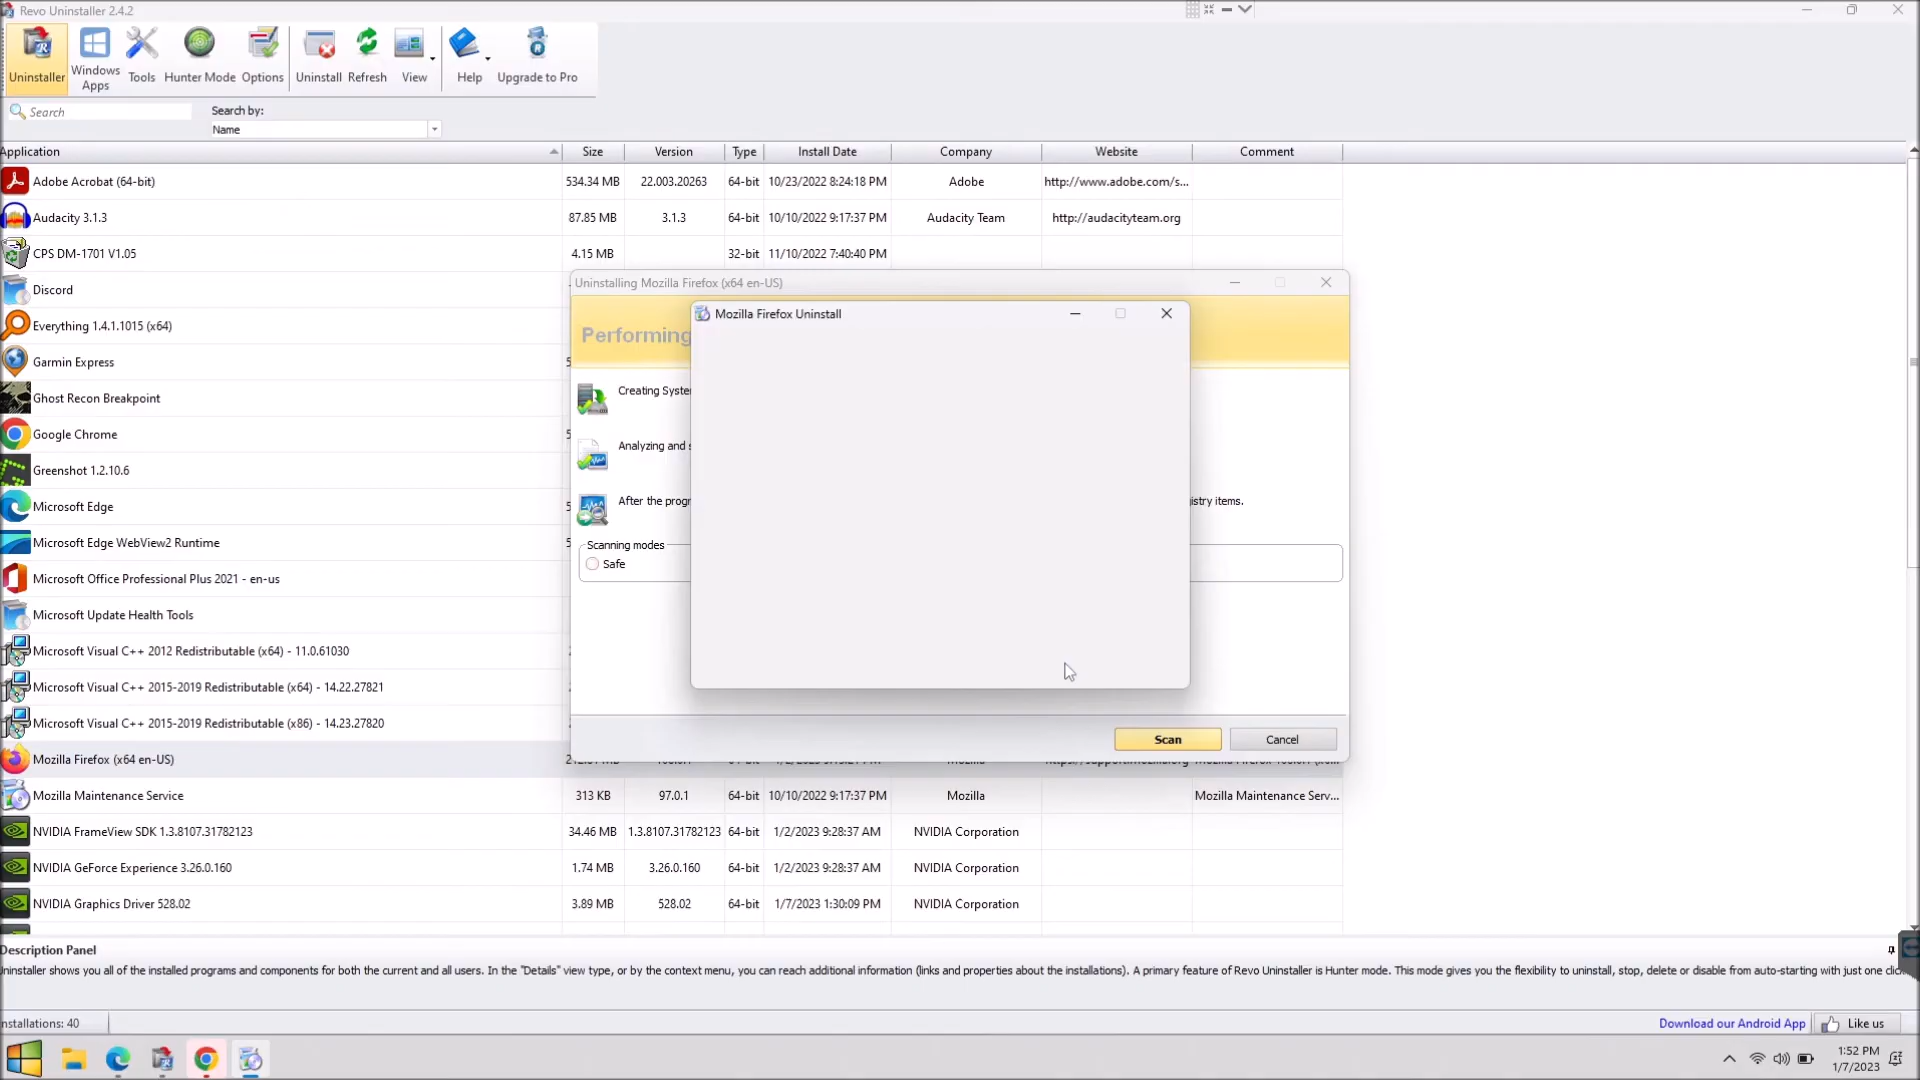 Revo Uninstaller 2.4.2
Uninstaller
Windows Apps
Tools
Hunter Mode
Options
Uninstall
Refresh
View
Help
Upgrade to Pro
Search
Search by:
Name
Application Size Version Type Install Date Company Website Comment
Adobe Acrobat (64-bit) 534.34 MB 22.003.20263 64-bit 10/23/2022 8:24:18 PM Adobe http://www.adobe.com/s...
Audacity 3.1.3 87.85 MB 3.1.3 64-bit 10/10/2022 9:17:37 PM Audacity Team http://audacityteam.org
CPS DM-1701 V1.05 4.15 MB 32-bit 11/10/2022 7:40:40 PM
Discord
Everything 1.4.1.1015 (x64)
Garmin Express
Ghost Recon Breakpoint
Google Chrome
Greenshot 1.2.10.6
Microsoft Edge
Microsoft Edge WebView2 Runtime
Microsoft Office Professional Plus 2021 - en-us
Microsoft Update Health Tools
Microsoft Visual C++ 2012 Redistributable (x64) - 11.0.61030
Microsoft Visual C++ 2015-2019 Redistributable (x64) - 14.22.27821
Microsoft Visual C++ 2015-2019 Redistributable (x86) - 14.23.27820
Mozilla Firefox (x64 en-US)
Mozilla Maintenance Service 313 KB 97.0.1 64-bit 10/10/2022 9:17:37 PM Mozilla Mozilla Maintenance Serv...
NVIDIA FrameView SDK 1.3.8107.31782123 34.46 MB 1.3.8107.31782123 64-bit 1/2/2023 9:28:37 AM NVIDIA Corporation
NVIDIA GeForce Experience 3.26.0.160 1.74 MB 3.26.0.160 64-bit 1/2/2023 9:28:37 AM NVIDIA Corporation
NVIDIA Graphics Driver 528.02 3.89 MB 528.02 64-bit 1/7/2023 1:30:09 PM NVIDIA Corporation
Uninstalling Mozilla Firefox (x64 en-US)
Performing
Mozilla Firefox Uninstall
Creating Syste
Analyzing and s
After the progr
istry items.
Scanning modes
Safe
Scan
Cancel
Description Panel
Uninstaller shows you all of the installed programs and components for both the current and all users. In the "Details" view type, or by the context menu, you can reach additional information (links and properties about the installations). A primary feature of Revo Uninstaller is Hunter mode. This mode gives you the flexibility to uninstall, stop, delete or disable from auto-starting with just one clic
nstallations: 40
Download our Android App
Like us
1:52 PM
1/7/2023